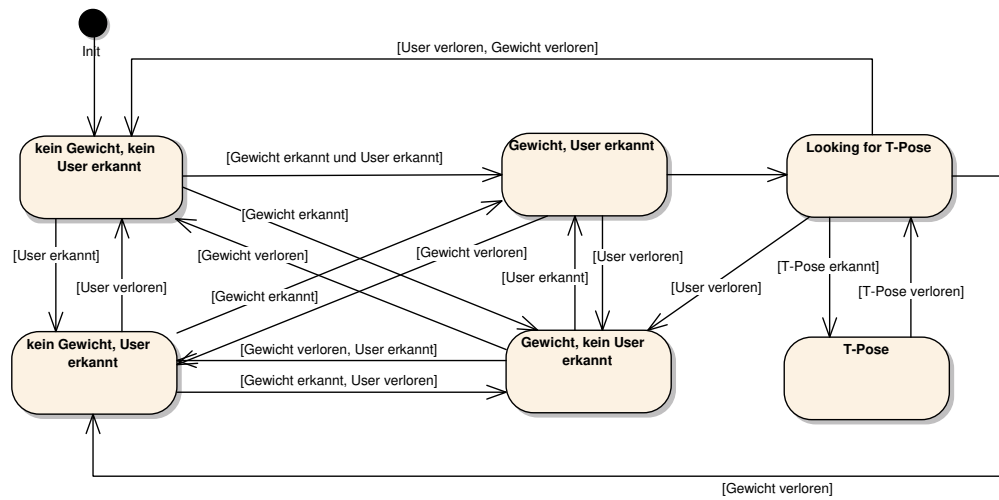 Init
[User verloren, Gewicht verloren]
kein Gewicht, kein
User erkannt
[Gewicht erkannt und User erkannt]
Gewicht, User erkannt
Looking for T-Pose
[Gewicht erkannt]
[User erkannt]
[Gewicht verloren]
[Gewicht verloren]
[User verloren]
[User erkannt]
[T-Pose erkannt]
[User verloren]
[Gewicht erkannt]
[User verloren]
[T-Pose verloren]
kein Gewicht, User
erkannt
[Gewicht verloren, User erkannt]
Gewicht, kein User
erkannt
T-Pose
[Gewicht erkannt, User verloren]
[Gewicht verloren]